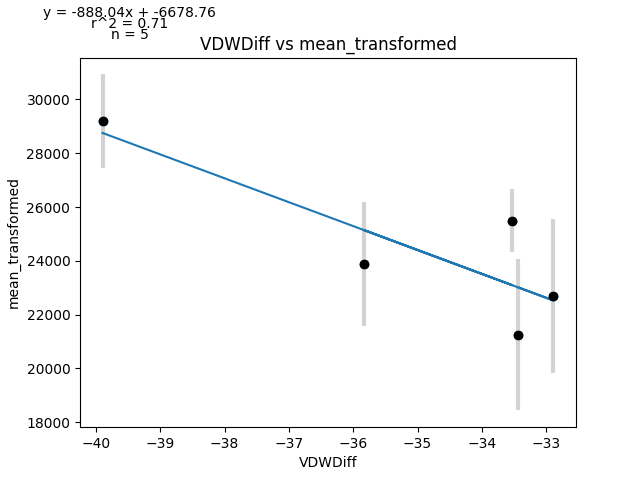 y = -888.04x + -6678.76
r^2 = 0.71
n = 5
VDWDiff vs mean_transformed
mean_transformed
30000
28000
26000
24000
22000
20000
18000
−40 −39 −38 −37 −36 −35 −34 −33
VDWDiff